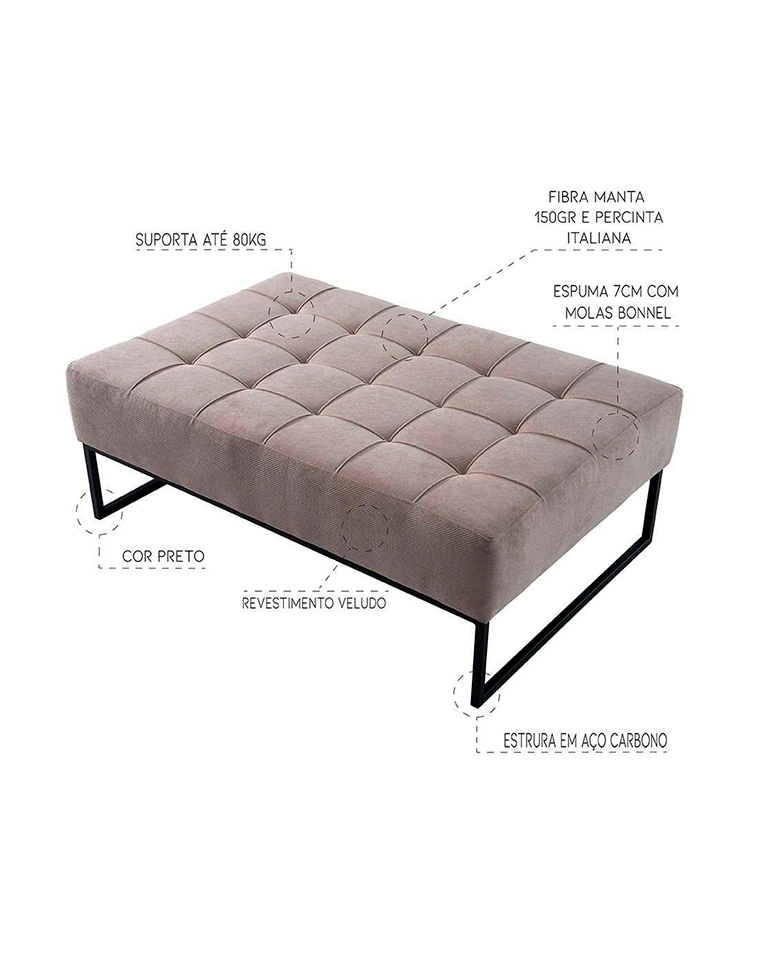 FIBRA MANTA
150GR E PERCINTA
ITALIANA
SUPORTA ATÉ 80KG
ESPUMA 7CM COM
MOLAS BONNEL
COR PRETO
REVESTIMENTO VELUDO
ESTRURA EM AÇO CARBONO